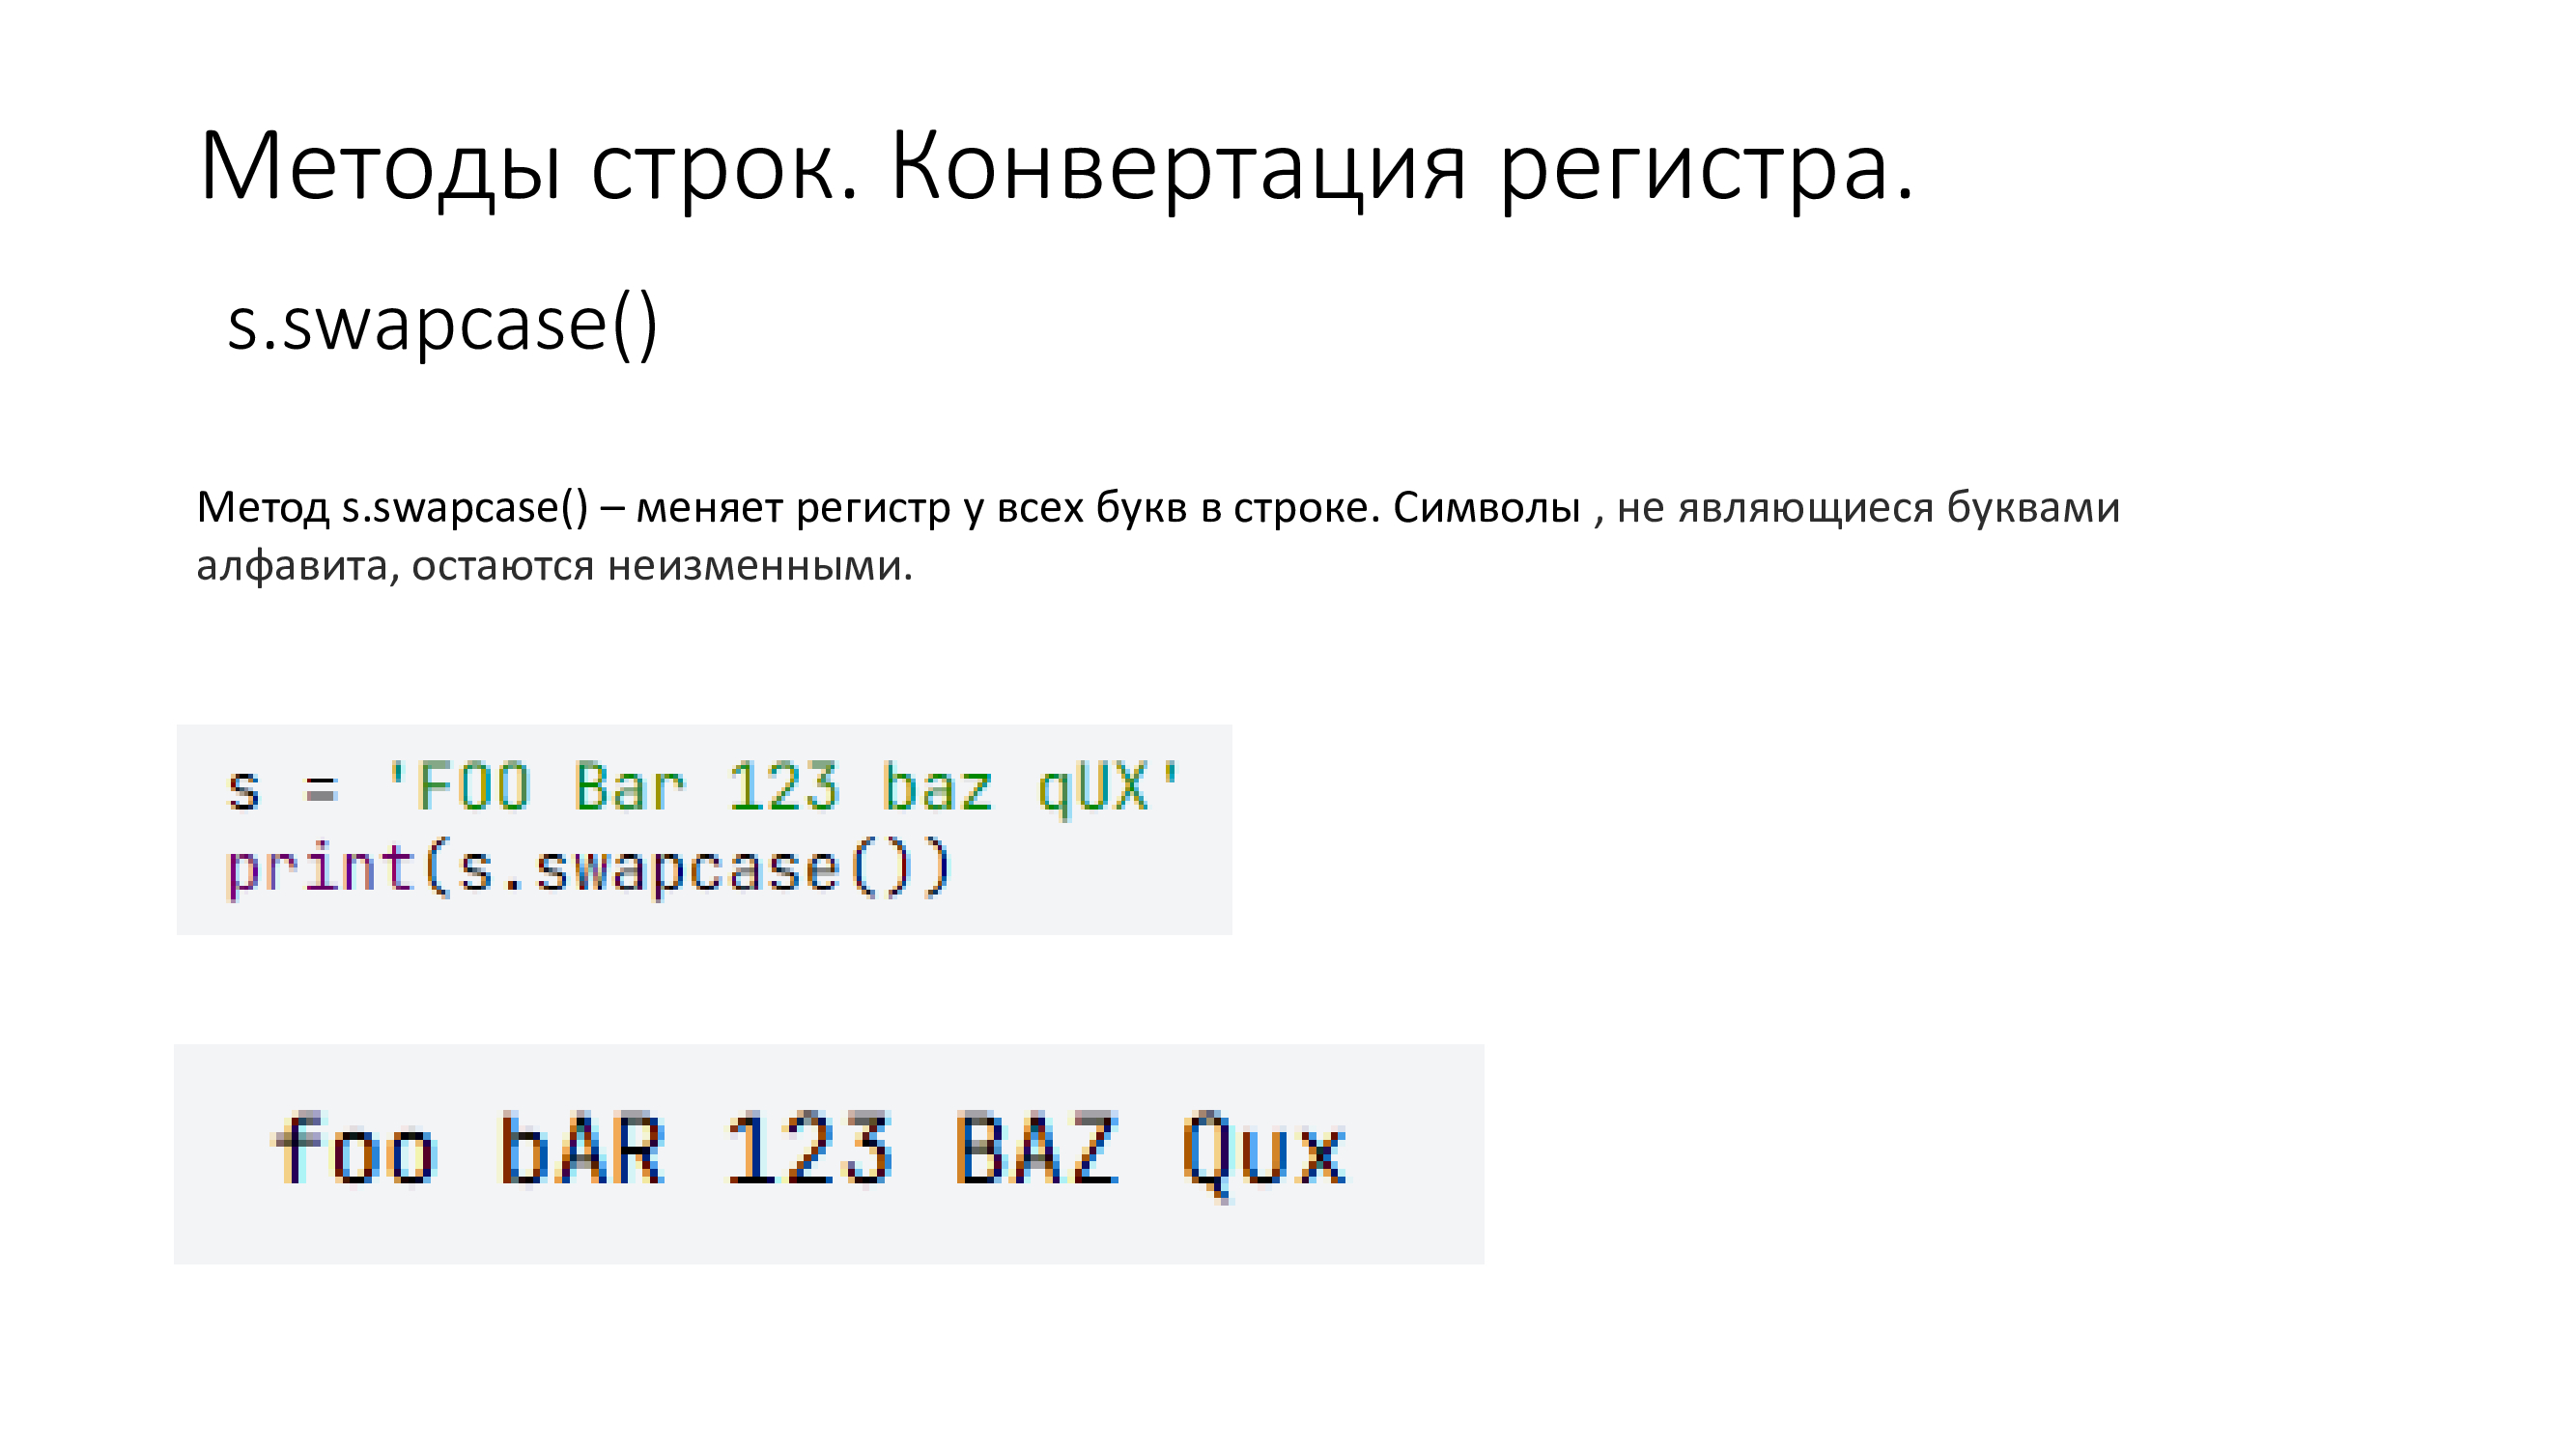 Методы строк. Конвертация регистра.
s.swapcase()
Метод s.swapcase() – меняет регистр у всех букв в строке. Символы , не являющиеся буквами
алфавита, остаются неизменными.
s = 'FOO Bar 123 baz qUX'
print(s.swapcase())
foo bAR 123 BAZ Qux